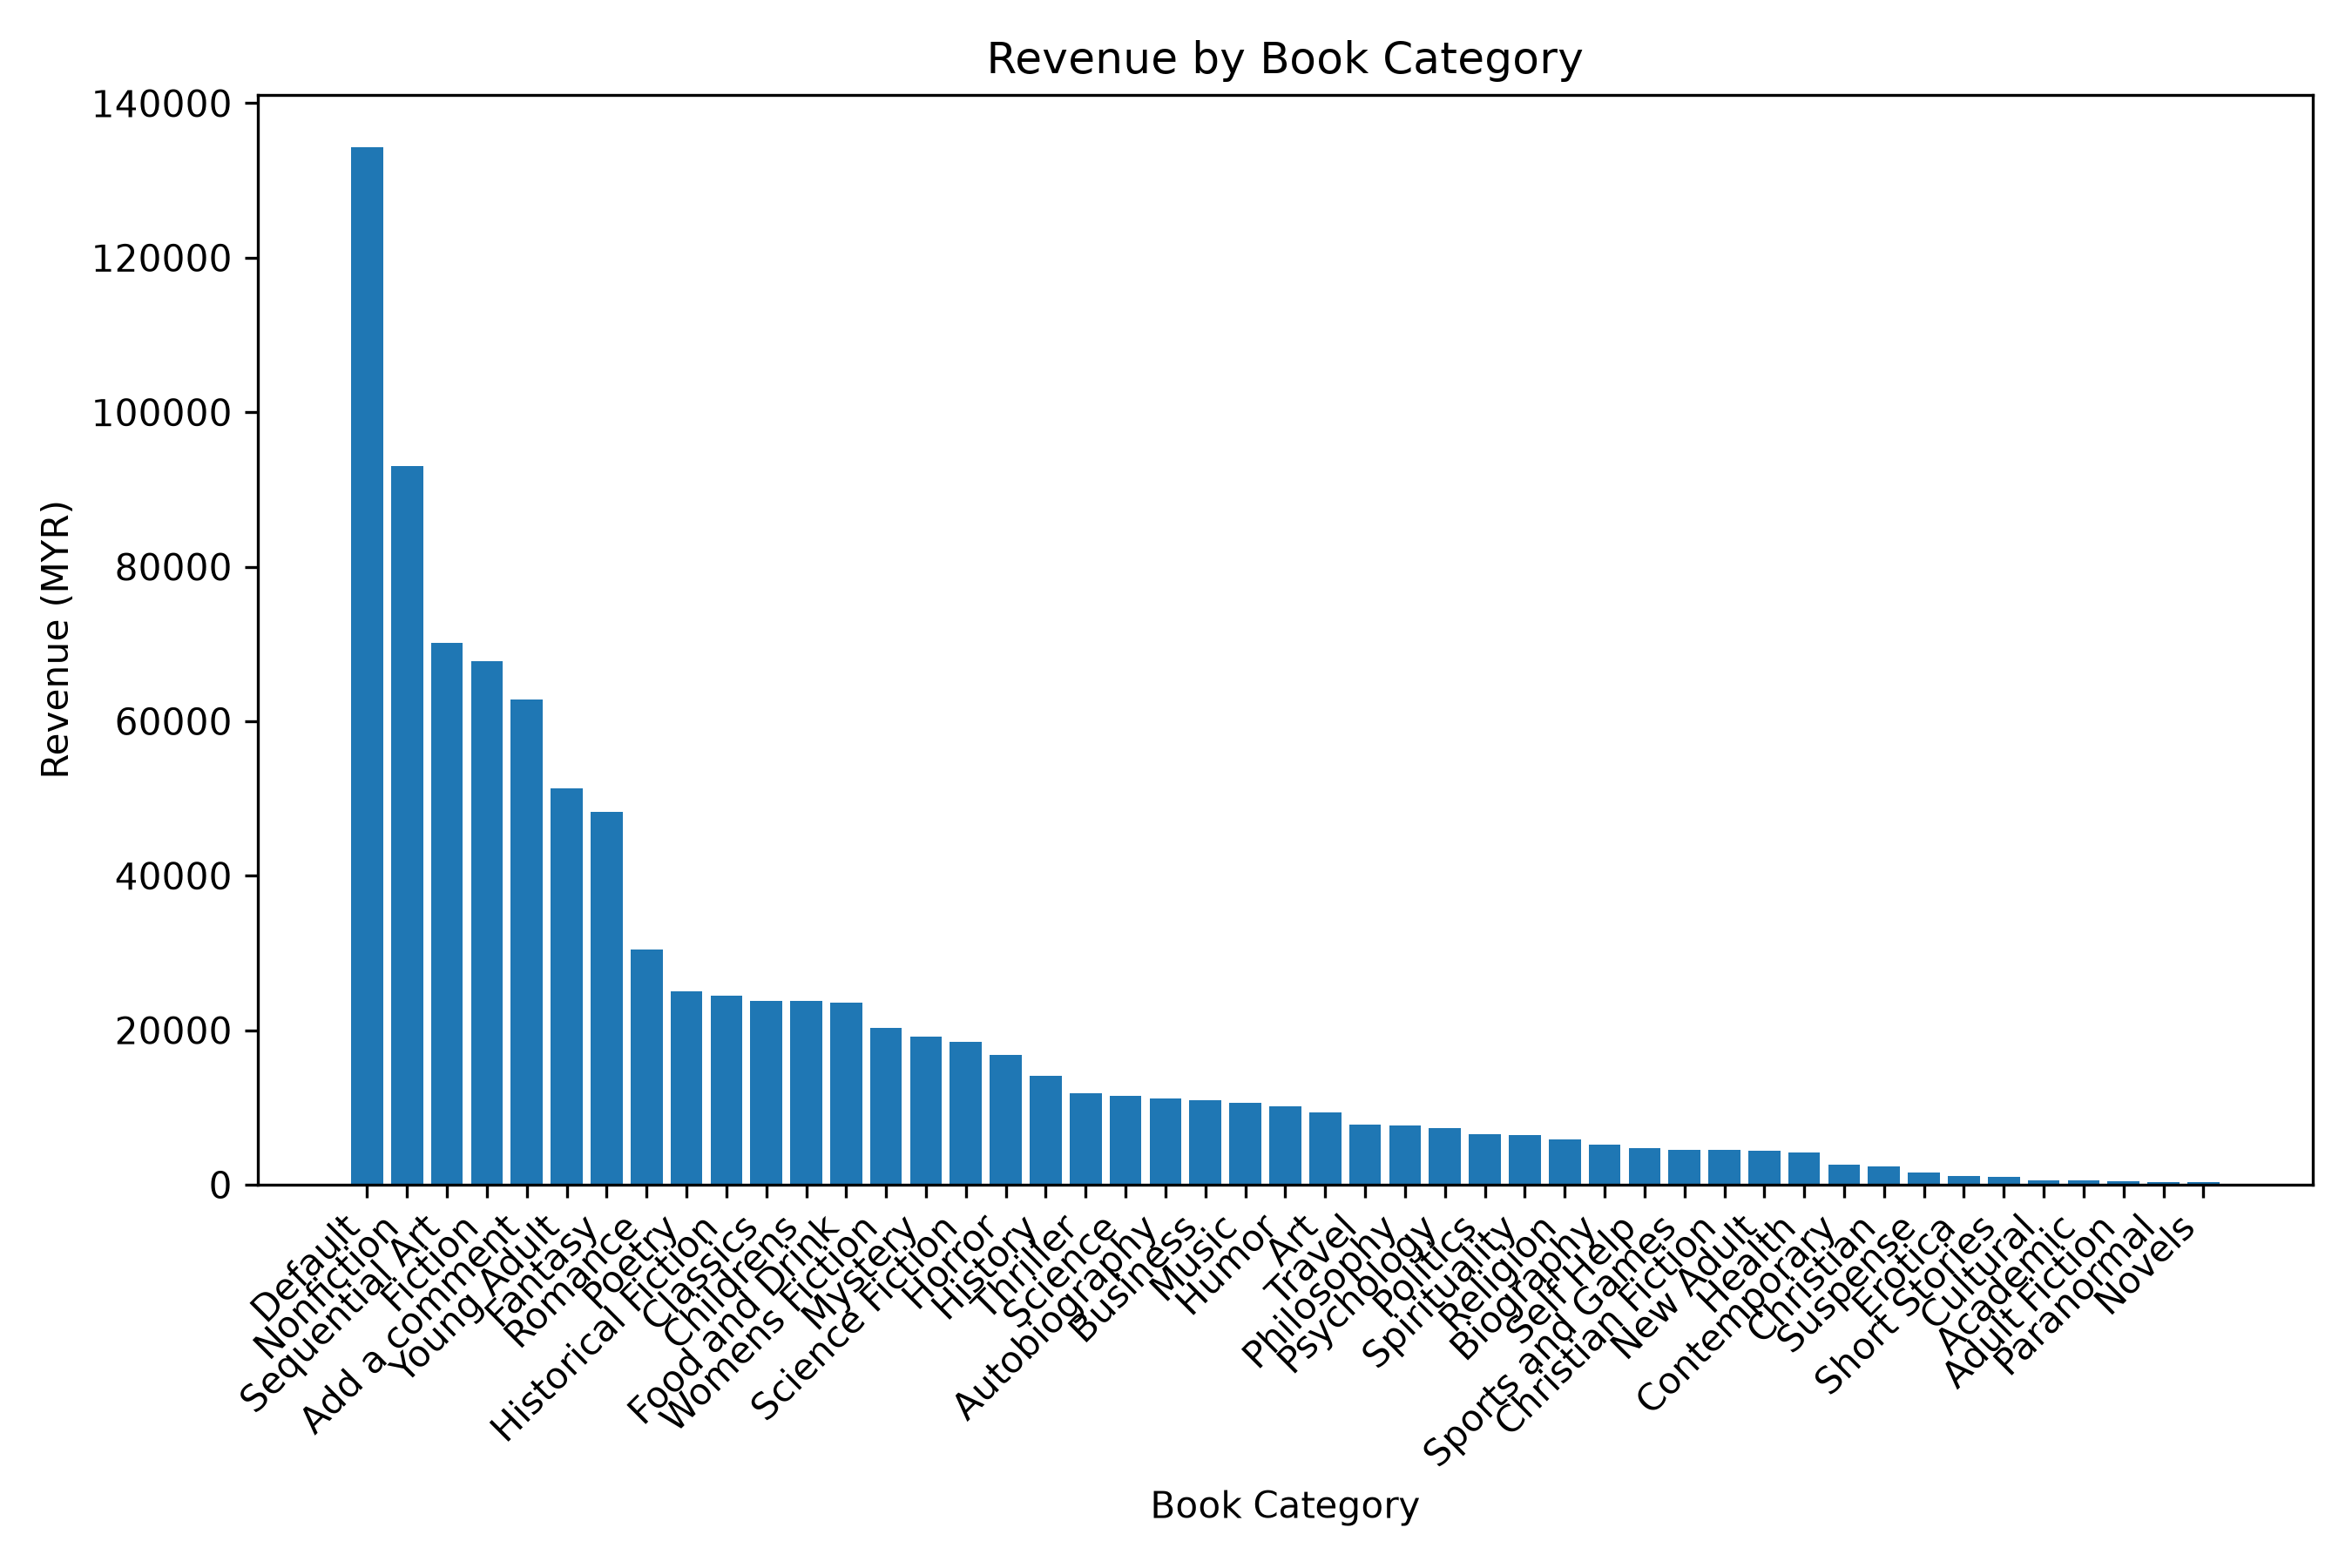 Revenue by Book Category
140000
120000
100000
80000
60000
40000
20000
0
Revenue (MYR)
Default
Nonfiction
Sequential Art
Fiction
Add a comment
Young Adult
Fantasy
Romance
Poetry
Historical Fiction
Classics
Childrens
Food and Drink
Womens Fiction
Mystery
Science Fiction
Horror
History
Thriller
Science
Autobiography
Business
Music
Humor
Art
Travel
Philosophy
Psychology
Politics
Spirituality
Religion
Biography
Self Help
Sports and Games
Christian Fiction
New Adult
Health
Contemporary
Christian
Suspense
Erotica
Short Stories
Cultural
Academic
Adult Fiction
Paranormal
Novels
Book Category